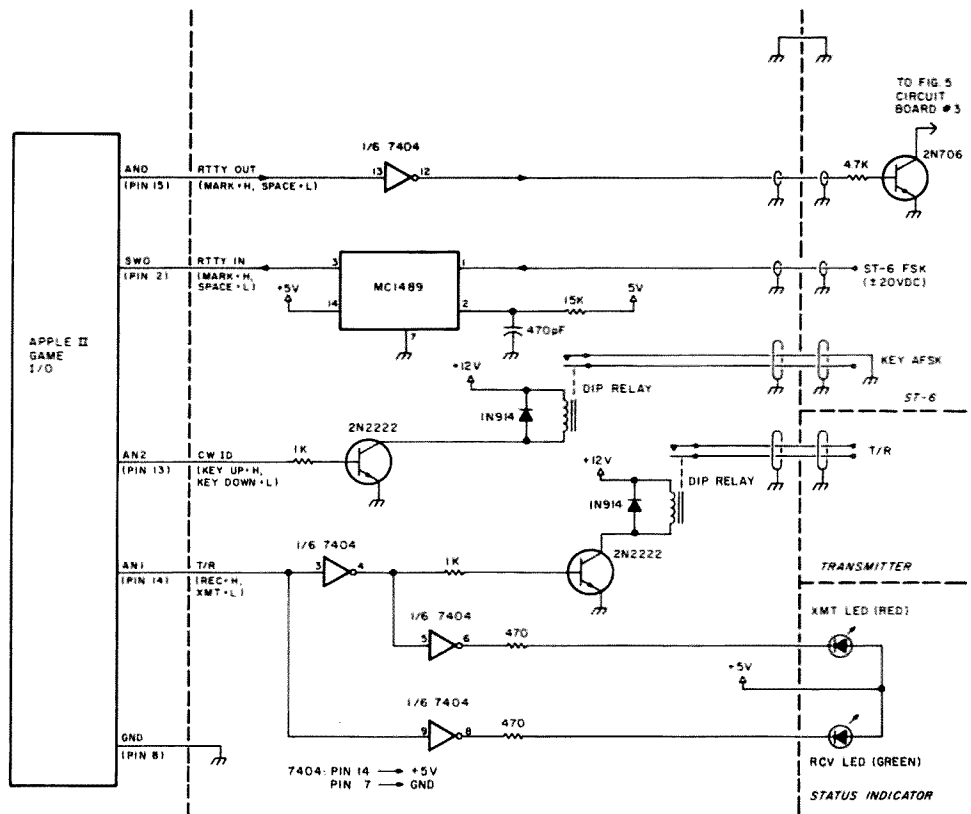 TO FIG. 5
CIRCUIT
BOARD #3
2N706
4.7K
1/6 7404
13
12
AN0
(PIN 15)
RTTY OUT
(MARK=H, SPACE=L)
SW0
(PIN 2)
RTTY IN
(MARK=H,
SPACE=L)
3
1
MC1489
+5V
14
2
7
15K
5V
470pF
ST-6 FSK
(±20VDC)
APPLE II
GAME
I/O
KEY AFSK
ST-6
+12V
DIP RELAY
1N914
2N2222
1K
AN2
(PIN 13)
CW ID
(KEY UP=H,
KEY DOWN=L)
T/R
+12V
DIP RELAY
1N914
2N2222
1/6 7404
3
4
1K
AN1
(PIN 14)
T/R
(REC=H,
XMT=L)
TRANSMITTER
XMT LED (RED)
1/6 7404
5
6
470
+5V
1/6 7404
9
8
470
GND
(PIN 8)
RCV LED (GREEN)
7404: PIN 14 → +5V
PIN 7 → GND
STATUS INDICATOR